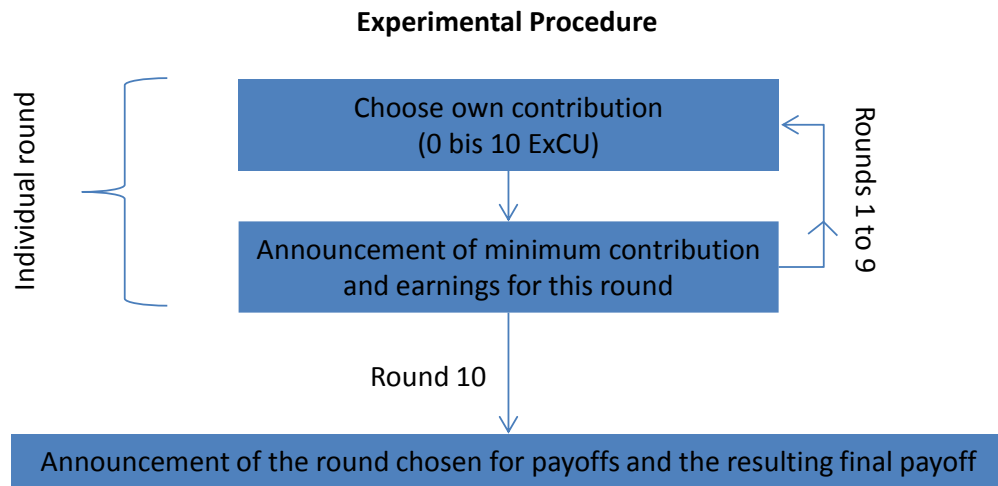 Experimental Procedure
Individual round
Choose own contribution
(0 bis 10 ExCU)
Rounds 1 to 9
Announcement of minimum contribution
and earnings for this round
Round 10
Announcement of the round chosen for payoffs and the resulting final payoff